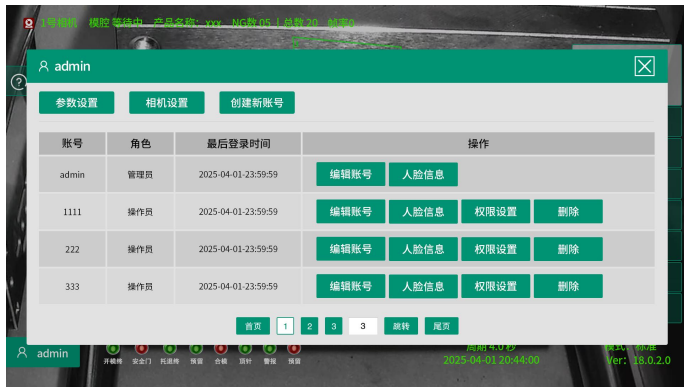 1号相机 模腔 等待中 产品名称：xxx NG数 05 | 总数 20 帧率0
admin
参数设置 相机设置 创建新账号
账号 角色 最后登录时间 操作
admin 管理员 2025-04-01-23:59:59 编辑账号 人脸信息
1111 操作员 2025-04-01-23:59:59 编辑账号 人脸信息 权限设置 删除
222 操作员 2025-04-01-23:59:59 编辑账号 人脸信息 权限设置 删除
333 操作员 2025-04-01-23:59:59 编辑账号 人脸信息 权限设置 删除
首页 1 2 3 3 跳转 尾页
admin 开模终 安全门 托退终 预留 合模 顶针 警报 预留
周期 4.0 秒 模式：标准
2025-04-01 20:44:00 Ver：18.0.2.0